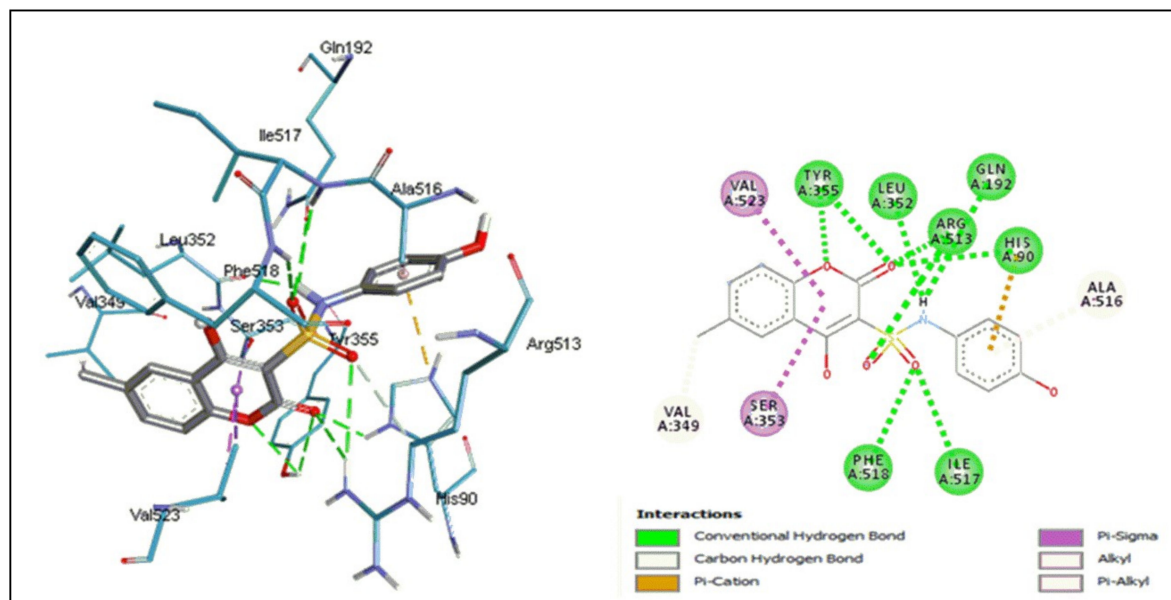 Gln192
Ile517
Ala516
Leu352
Phe518
Val349
Ser353
Arg513
His90
Val523
VAL
A:523
TYR
A:355
LEU
A:352
GLN
A:192
ARG
A:513
HIS
A:90
ALA
A:516
VAL
A:349
SER
A:353
PHE
A:518
ILE
A:517
H
N
O
O
O
O
S
O
O
Interactions
Conventional Hydrogen Bond
Carbon Hydrogen Bond
Pi-Cation
Pi-Sigma
Alkyl
Pi-Alkyl